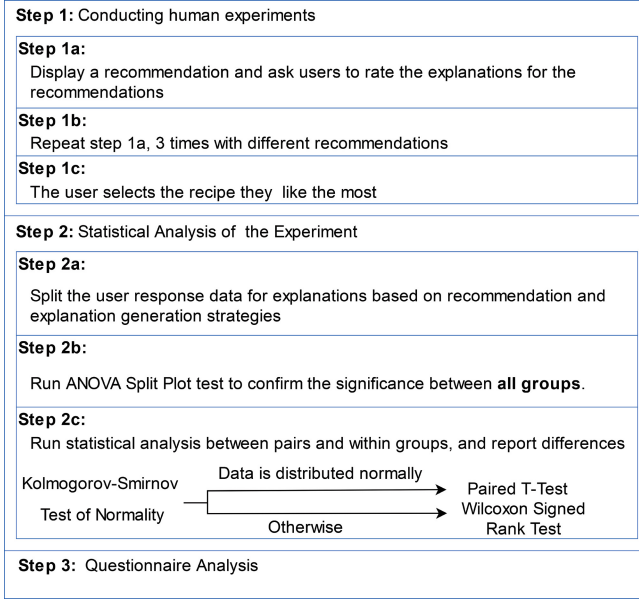 Step 1: Conducting human experiments
Step 1a:
Display a recommendation and ask users to rate the explanations for the
recommendations
Step 1b
Repeat step 1a, 3 times with different recommendations
Step 1c:
The user selects the recipe they like the most
Step 2: Statistical Analysis of the Experiment
Step 2a:
Split the user response data for explanations based on recommendation and
explanation generation strategies
Step 2b:
Run ANOVA Split Plot test to confirm the significance between all groups.
Step 2c:
Run statistical analysis between pairs and within groups, and report differences
Kolmogorov-Smirnov
Test of Normality
Data is distributed normally
Otherwise
Paired T-Test
Wilcoxon Signed
Rank Test
Step 3: Questionnaire Analysis